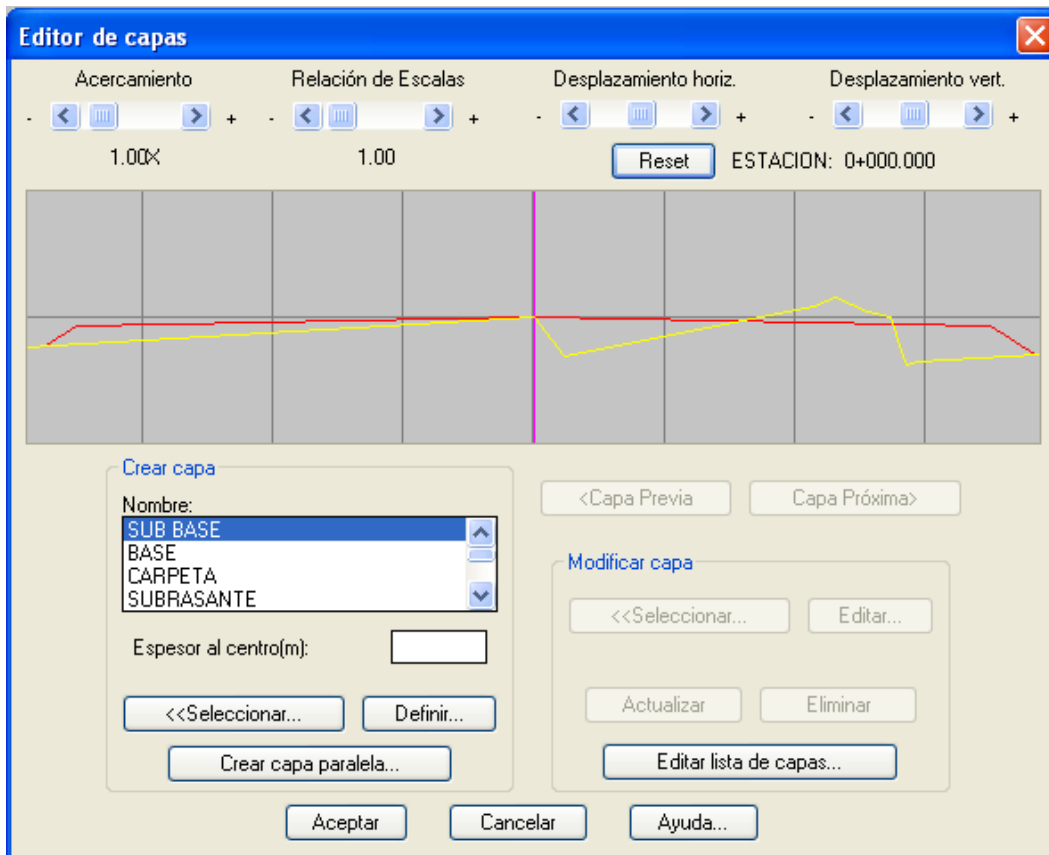 Editor de capas
Acercamiento
Relación de Escalas
Desplazamiento horiz.
Desplazamiento vert.
- +
- +
- +
- +
1.00X
1.00
Reset
ESTACION: 0+000.000
Crear capa
Nombre:
SUB BASE
BASE
CARPETA
SUBRASANTE
Espesor al centro(m):
<<Seleccionar...
Definir...
Crear capa paralela...
<Capa Previa
Capa Próxima>
Modificar capa
<<Seleccionar...
Editar...
Actualizar
Eliminar
Editar lista de capas...
Aceptar
Cancelar
Ayuda...